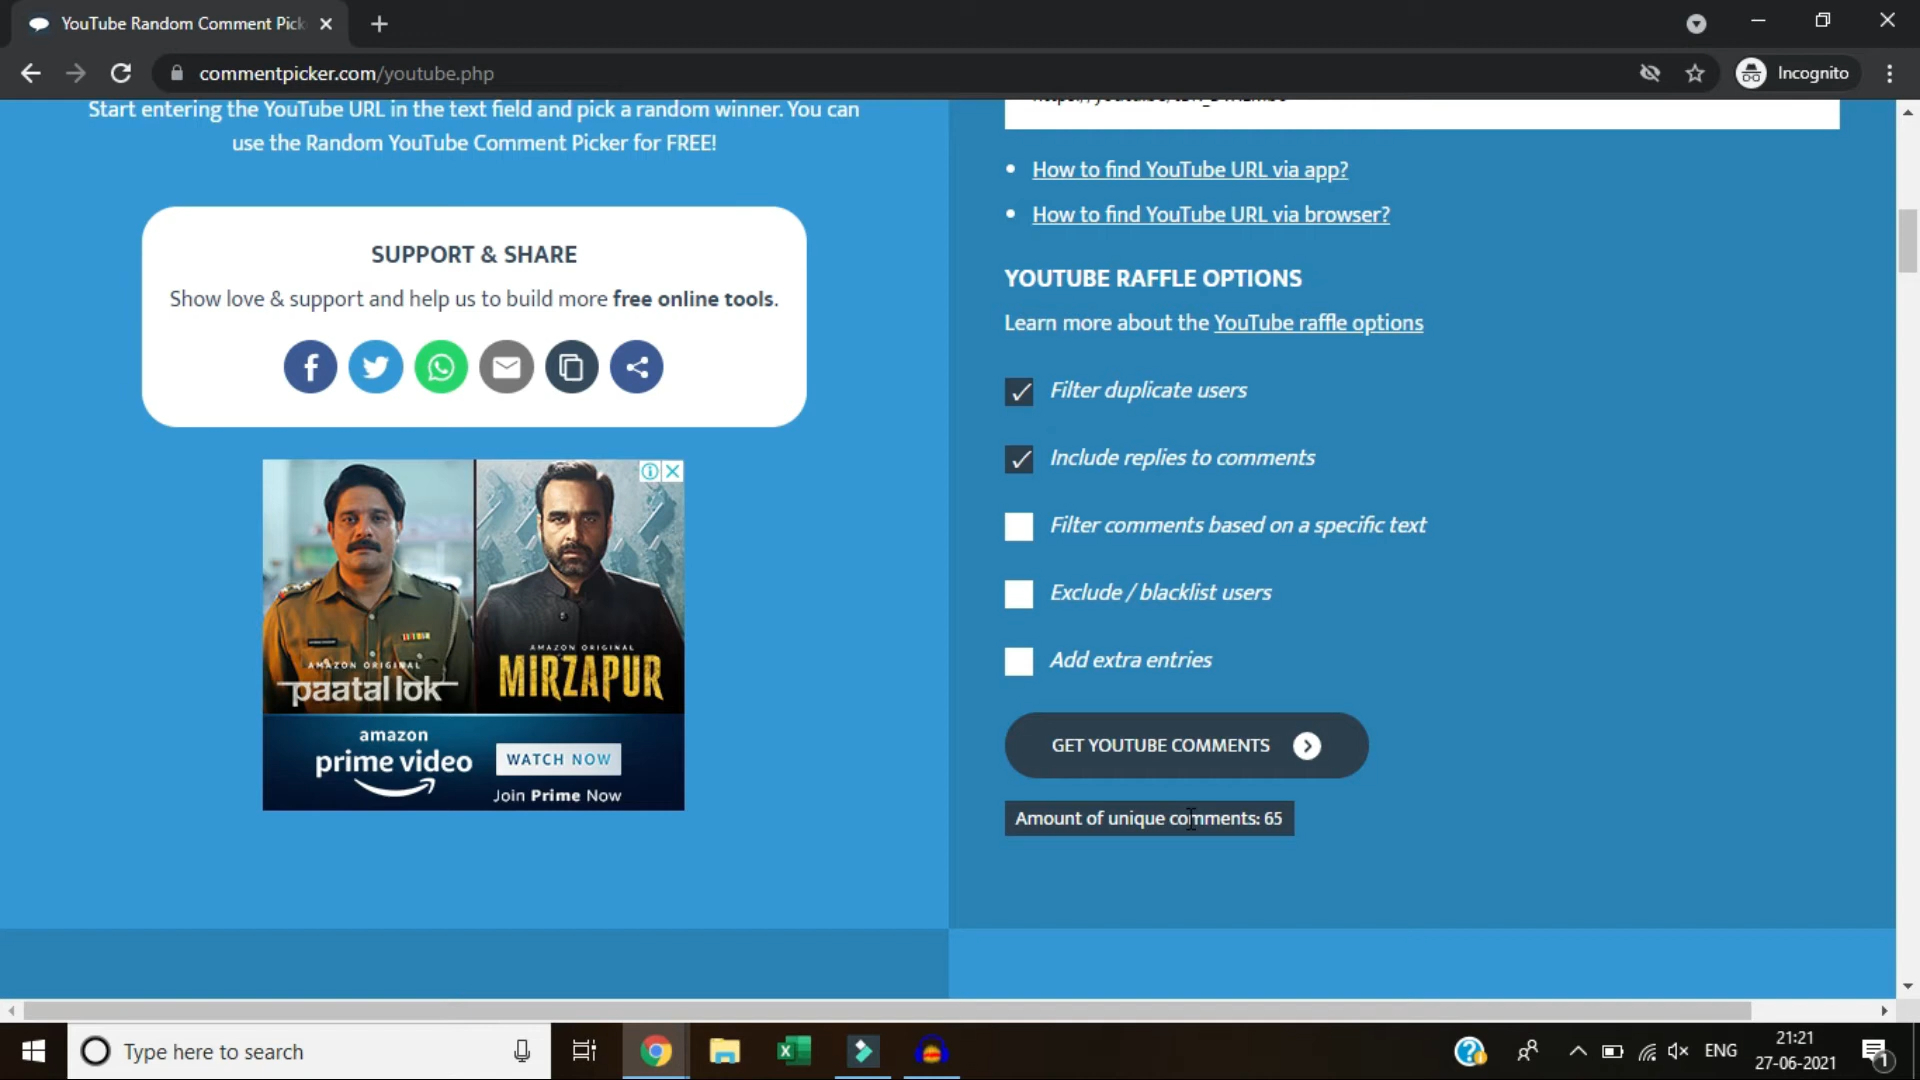 YouTube Random Comment Pick
commentpicker.com/youtube.php
Incognito
Start entering the YouTube URL in the text field and pick a random winner. You can
use the Random YouTube Comment Picker for FREE!
SUPPORT & SHARE
Show love & support and help us to build more free online tools.
AMAZON ORIGINAL
paatal lok
AMAZON ORIGINAL
MIRZAPUR
amazon
prime video
WATCH NOW
Join Prime Now
How to find YouTube URL via app?
How to find YouTube URL via browser?
YOUTUBE RAFFLE OPTIONS
Learn more about the YouTube raffle options
Filter duplicate users
Include replies to comments
Filter comments based on a specific text
Exclude / blacklist users
Add extra entries
GET YOUTUBE COMMENTS
Amount of unique comments: 65
Type here to search
ENG
21:21
27-06-2021
1